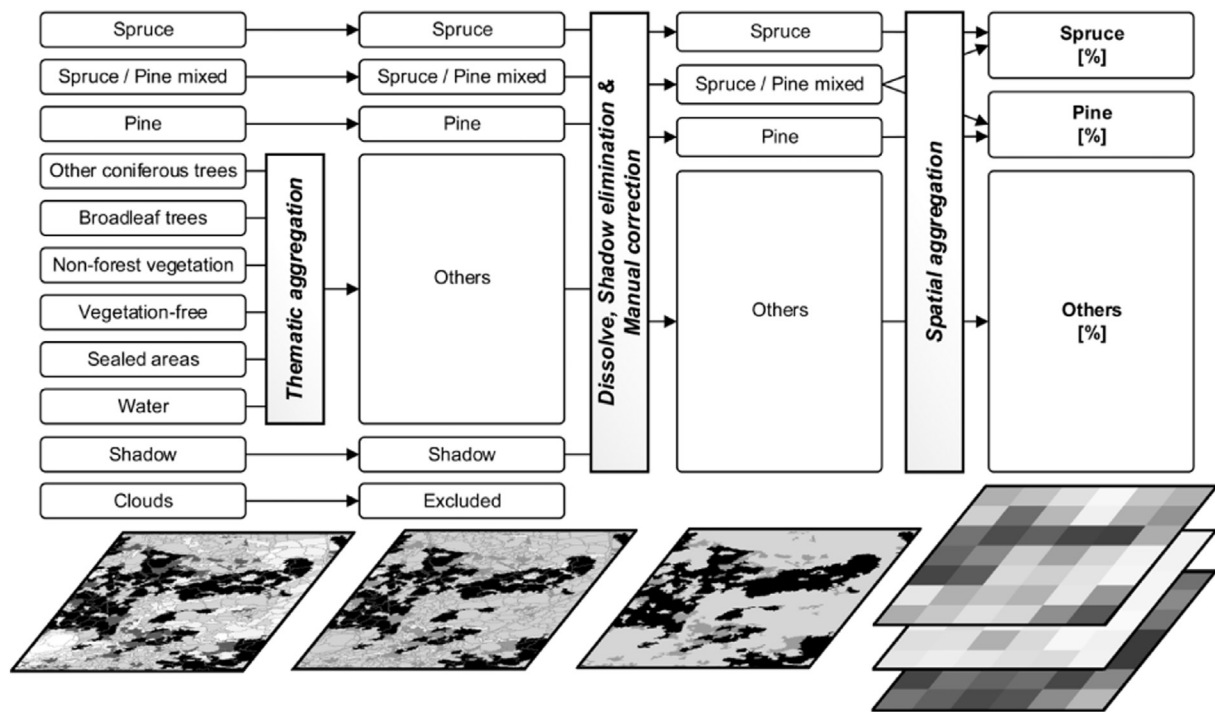 Spruce
Spruce / Pine mixed
Pine
Other coniferous trees
Broadleaf trees
Non-forest vegetation
Vegetation-free
Sealed areas
Water
Shadow
Clouds
Thematic aggregation
Spruce
Spruce / Pine mixed
Pine
Others
Shadow
Excluded
Dissolve, Shadow elimination &
Manual correction
Spruce
Spruce / Pine mixed
Pine
Others
Spatial aggregation
Spruce
[%]
Pine
[%]
Others
[%]